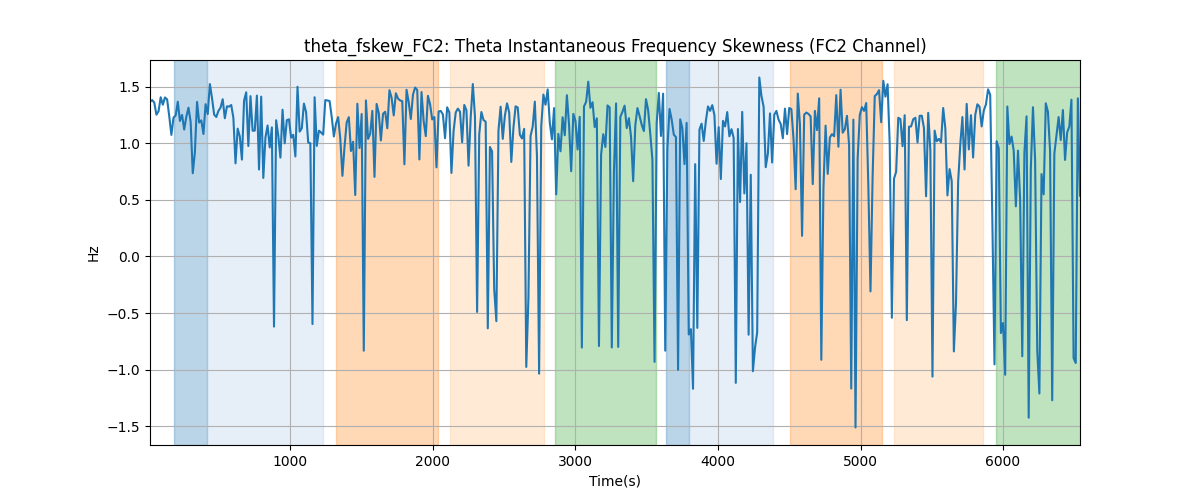 theta_fskew_FC2: Theta Instantaneous Frequency Skewness (FC2 Channel)
1.5
1.0
0.5
0.0
−0.5
−1.0
−1.5
Hz
1000 2000 3000 4000 5000 6000
Time(s)